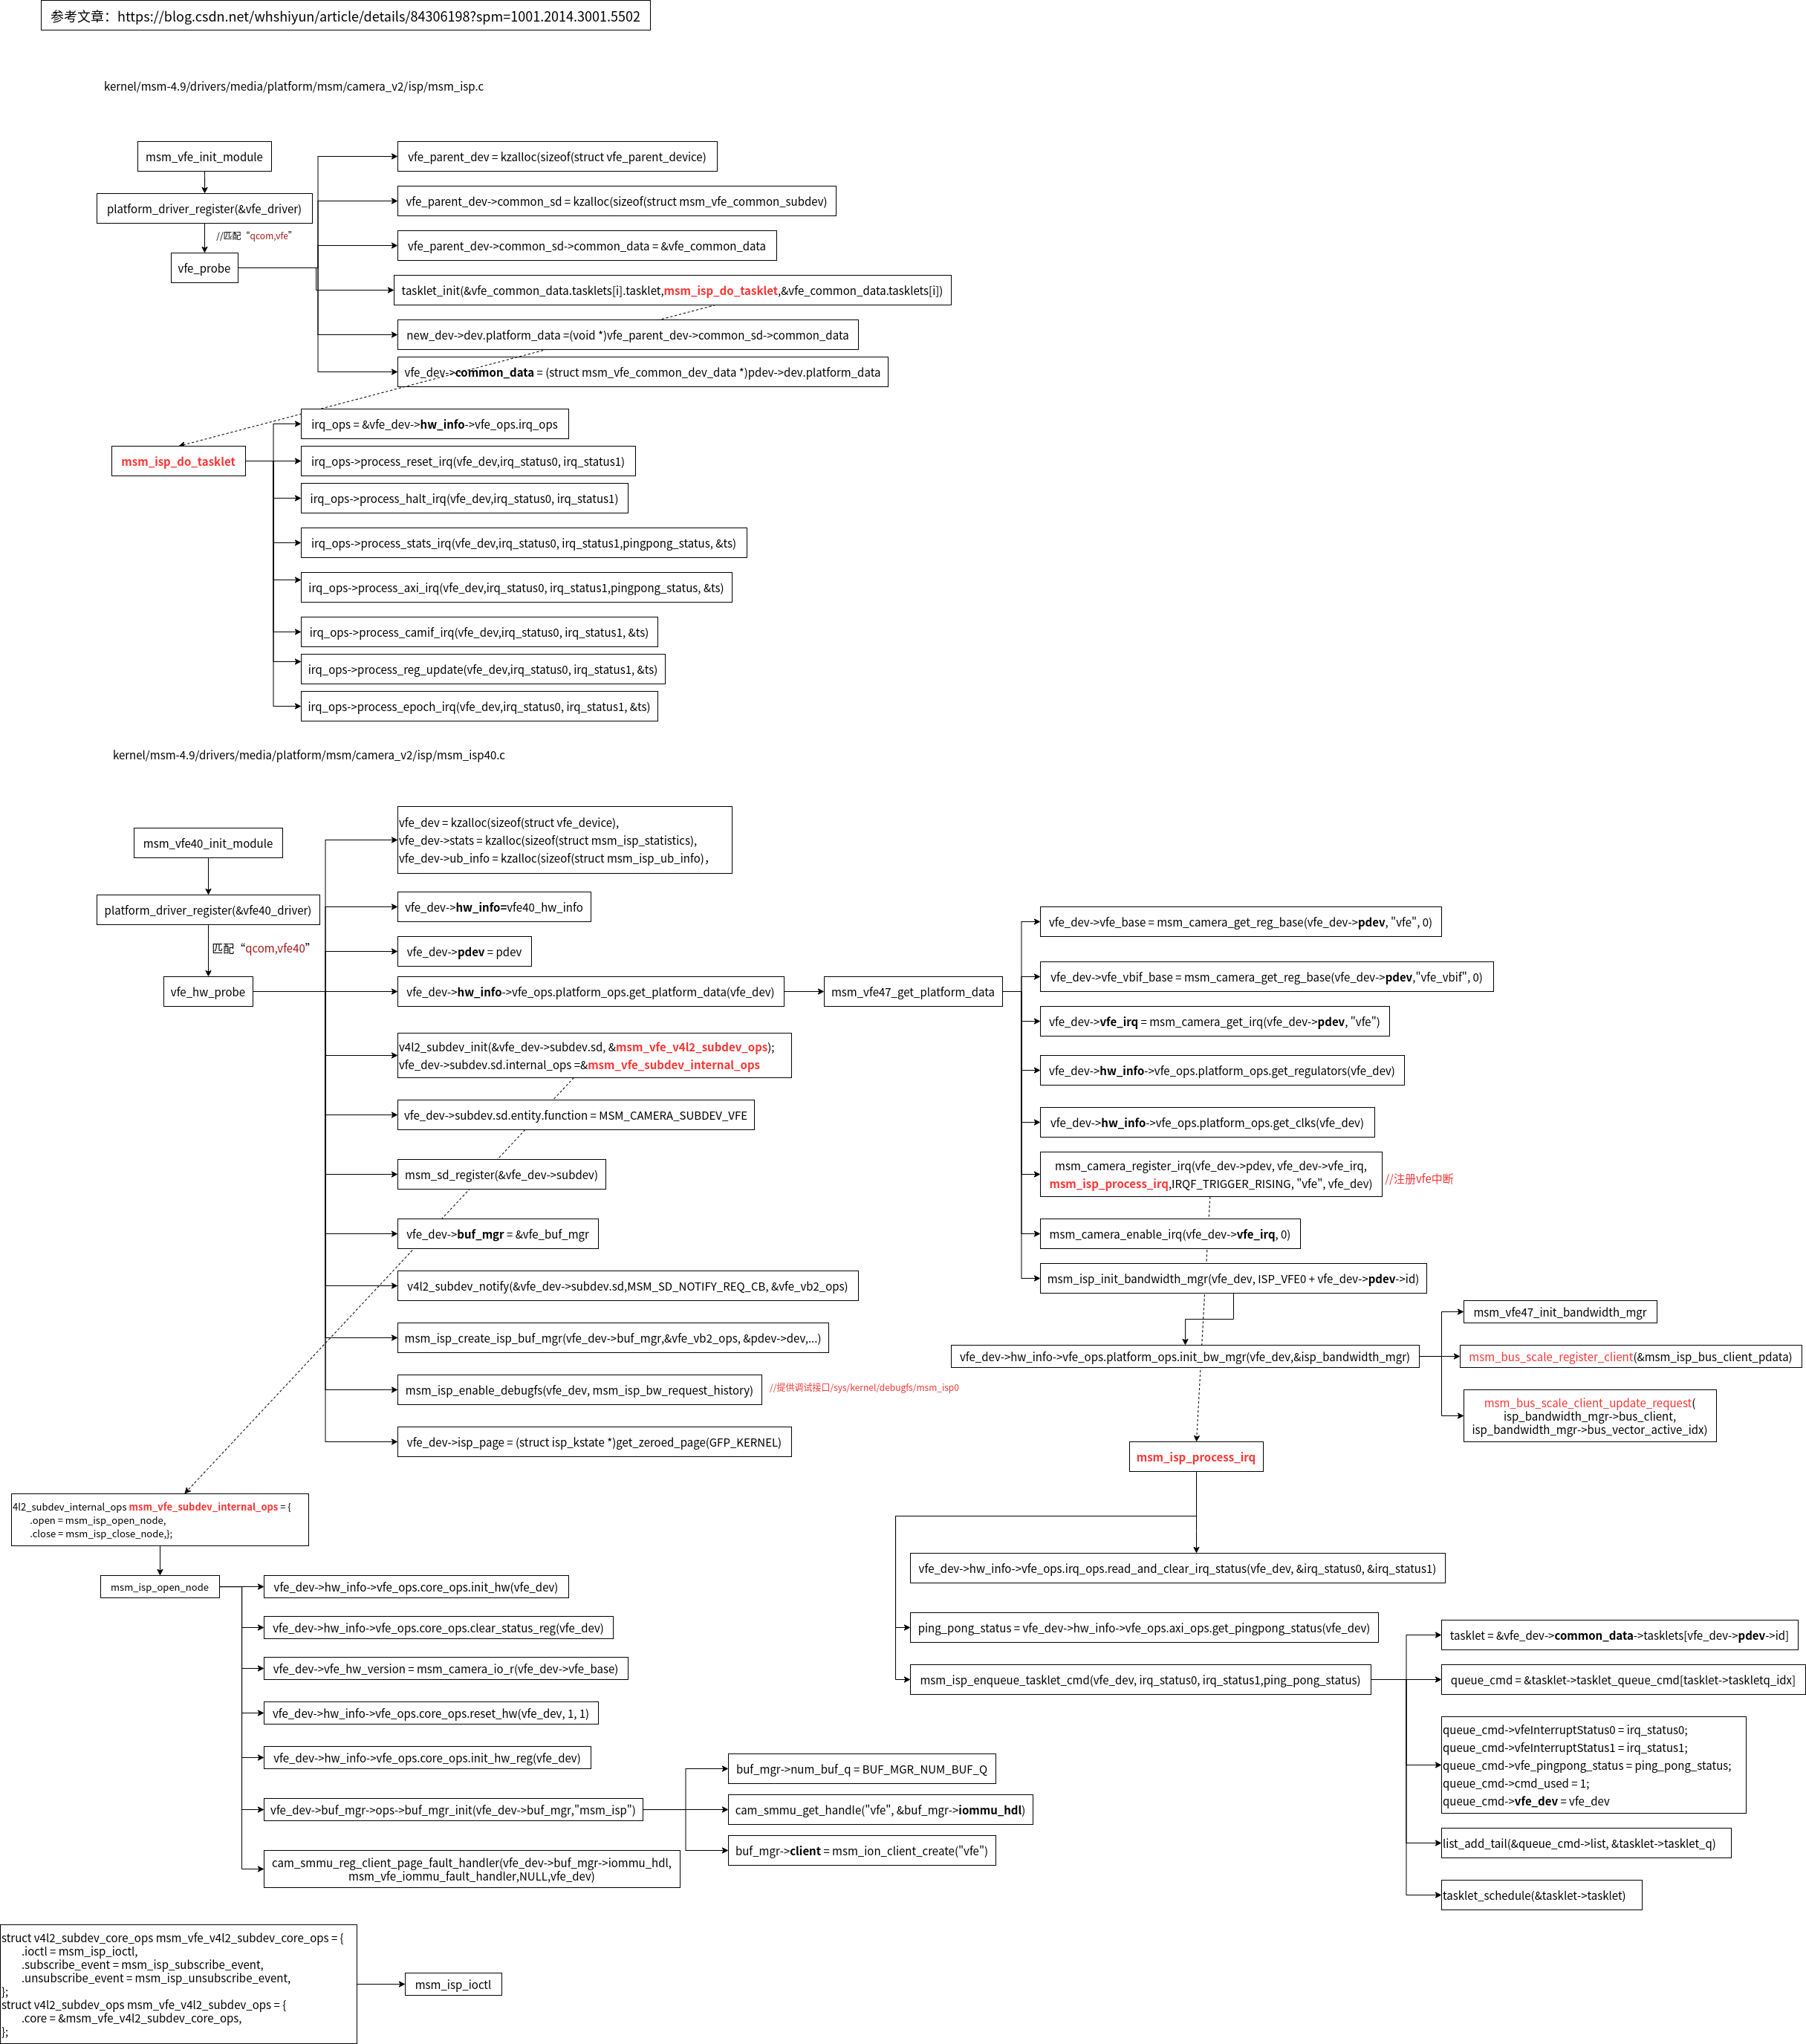 参考文章：https://blog.csdn.net/whshiyun/article/details/84306198?spm=1001.2014.3001.5502
kernel/msm-4.9/drivers/media/platform/msm/camera_v2/isp/msm_isp.c
msm_vfe_init_module
platform_driver_register(&vfe_driver)
//匹配“qcom,vfe”
vfe_probe
vfe_parent_dev = kzalloc(sizeof(struct vfe_parent_device)
vfe_parent_dev->common_sd = kzalloc(sizeof(struct msm_vfe_common_subdev)
vfe_parent_dev->common_sd->common_data = &vfe_common_data
tasklet_init(&vfe_common_data.tasklets[i].tasklet,msm_isp_do_tasklet,&vfe_common_data.tasklets[i])
new_dev->dev.platform_data =(void *)vfe_parent_dev->common_sd->common_data
vfe_dev->common_data = (struct msm_vfe_common_dev_data *)pdev->dev.platform_data
msm_isp_do_tasklet
irq_ops = &vfe_dev->hw_info->vfe_ops.irq_ops
irq_ops->process_reset_irq(vfe_dev,irq_status0, irq_status1)
irq_ops->process_halt_irq(vfe_dev,irq_status0, irq_status1)
irq_ops->process_stats_irq(vfe_dev,irq_status0, irq_status1,pingpong_status, &ts)
irq_ops->process_axi_irq(vfe_dev,irq_status0, irq_status1,pingpong_status, &ts)
irq_ops->process_camif_irq(vfe_dev,irq_status0, irq_status1, &ts)
irq_ops->process_reg_update(vfe_dev,irq_status0, irq_status1, &ts)
irq_ops->process_epoch_irq(vfe_dev,irq_status0, irq_status1, &ts)
kernel/msm-4.9/drivers/media/platform/msm/camera_v2/isp/msm_isp40.c
msm_vfe40_init_module
platform_driver_register(&vfe40_driver)
匹配“qcom,vfe40”
vfe_hw_probe
vfe_dev = kzalloc(sizeof(struct vfe_device),
vfe_dev->stats = kzalloc(sizeof(struct msm_isp_statistics),
vfe_dev->ub_info = kzalloc(sizeof(struct msm_isp_ub_info)，
vfe_dev->hw_info=vfe40_hw_info
vfe_dev->pdev = pdev
vfe_dev->hw_info->vfe_ops.platform_ops.get_platform_data(vfe_dev)
v4l2_subdev_init(&vfe_dev->subdev.sd, &msm_vfe_v4l2_subdev_ops);
vfe_dev->subdev.sd.internal_ops =&msm_vfe_subdev_internal_ops
vfe_dev->subdev.sd.entity.function = MSM_CAMERA_SUBDEV_VFE
msm_sd_register(&vfe_dev->subdev)
vfe_dev->buf_mgr = &vfe_buf_mgr
v4l2_subdev_notify(&vfe_dev->subdev.sd,MSM_SD_NOTIFY_REQ_CB, &vfe_vb2_ops)
msm_isp_create_isp_buf_mgr(vfe_dev->buf_mgr,&vfe_vb2_ops, &pdev->dev,...)
msm_isp_enable_debugfs(vfe_dev, msm_isp_bw_request_history)
//提供调试接口/sys/kernel/debugfs/msm_isp0
vfe_dev->isp_page = (struct isp_kstate *)get_zeroed_page(GFP_KERNEL)
msm_vfe47_get_platform_data
vfe_dev->vfe_base = msm_camera_get_reg_base(vfe_dev->pdev, "vfe", 0)
vfe_dev->vfe_vbif_base = msm_camera_get_reg_base(vfe_dev->pdev,"vfe_vbif", 0)
vfe_dev->vfe_irq = msm_camera_get_irq(vfe_dev->pdev, "vfe")
vfe_dev->hw_info->vfe_ops.platform_ops.get_regulators(vfe_dev)
vfe_dev->hw_info->vfe_ops.platform_ops.get_clks(vfe_dev)
msm_camera_register_irq(vfe_dev->pdev, vfe_dev->vfe_irq,
msm_isp_process_irq,IRQF_TRIGGER_RISING, "vfe", vfe_dev)
//注册vfe中断
msm_camera_enable_irq(vfe_dev->vfe_irq, 0)
msm_isp_init_bandwidth_mgr(vfe_dev, ISP_VFE0 + vfe_dev->pdev->id)
vfe_dev->hw_info->vfe_ops.platform_ops.init_bw_mgr(vfe_dev,&isp_bandwidth_mgr)
msm_vfe47_init_bandwidth_mgr
msm_bus_scale_register_client(&msm_isp_bus_client_pdata)
msm_bus_scale_client_update_request(
isp_bandwidth_mgr->bus_client,
isp_bandwidth_mgr->bus_vector_active_idx)
msm_isp_process_irq
vfe_dev->hw_info->vfe_ops.irq_ops.read_and_clear_irq_status(vfe_dev, &irq_status0, &irq_status1)
ping_pong_status = vfe_dev->hw_info->vfe_ops.axi_ops.get_pingpong_status(vfe_dev)
msm_isp_enqueue_tasklet_cmd(vfe_dev, irq_status0, irq_status1,ping_pong_status)
tasklet = &vfe_dev->common_data->tasklets[vfe_dev->pdev->id]
queue_cmd = &tasklet->tasklet_queue_cmd[tasklet->taskletq_idx]
queue_cmd->vfeInterruptStatus0 = irq_status0;
queue_cmd->vfeInterruptStatus1 = irq_status1;
queue_cmd->vfe_pingpong_status = ping_pong_status;
queue_cmd->cmd_used = 1;
queue_cmd->vfe_dev = vfe_dev
list_add_tail(&queue_cmd->list, &tasklet->tasklet_q)
tasklet_schedule(&tasklet->tasklet)
4l2_subdev_internal_ops msm_vfe_subdev_internal_ops = {
.open = msm_isp_open_node,
.close = msm_isp_close_node,};
msm_isp_open_node
vfe_dev->hw_info->vfe_ops.core_ops.init_hw(vfe_dev)
vfe_dev->hw_info->vfe_ops.core_ops.clear_status_reg(vfe_dev)
vfe_dev->vfe_hw_version = msm_camera_io_r(vfe_dev->vfe_base)
vfe_dev->hw_info->vfe_ops.core_ops.reset_hw(vfe_dev, 1, 1)
vfe_dev->hw_info->vfe_ops.core_ops.init_hw_reg(vfe_dev)
vfe_dev->buf_mgr->ops->buf_mgr_init(vfe_dev->buf_mgr,"msm_isp")
cam_smmu_reg_client_page_fault_handler(vfe_dev->buf_mgr->iommu_hdl,
msm_vfe_iommu_fault_handler,NULL,vfe_dev)
buf_mgr->num_buf_q = BUF_MGR_NUM_BUF_Q
cam_smmu_get_handle("vfe", &buf_mgr->iommu_hdl)
buf_mgr->client = msm_ion_client_create("vfe")
struct v4l2_subdev_core_ops msm_vfe_v4l2_subdev_core_ops = {
.ioctl = msm_isp_ioctl,
.subscribe_event = msm_isp_subscribe_event,
.unsubscribe_event = msm_isp_unsubscribe_event,
};
struct v4l2_subdev_ops msm_vfe_v4l2_subdev_ops = {
.core = &msm_vfe_v4l2_subdev_core_ops,
};
msm_isp_ioctl